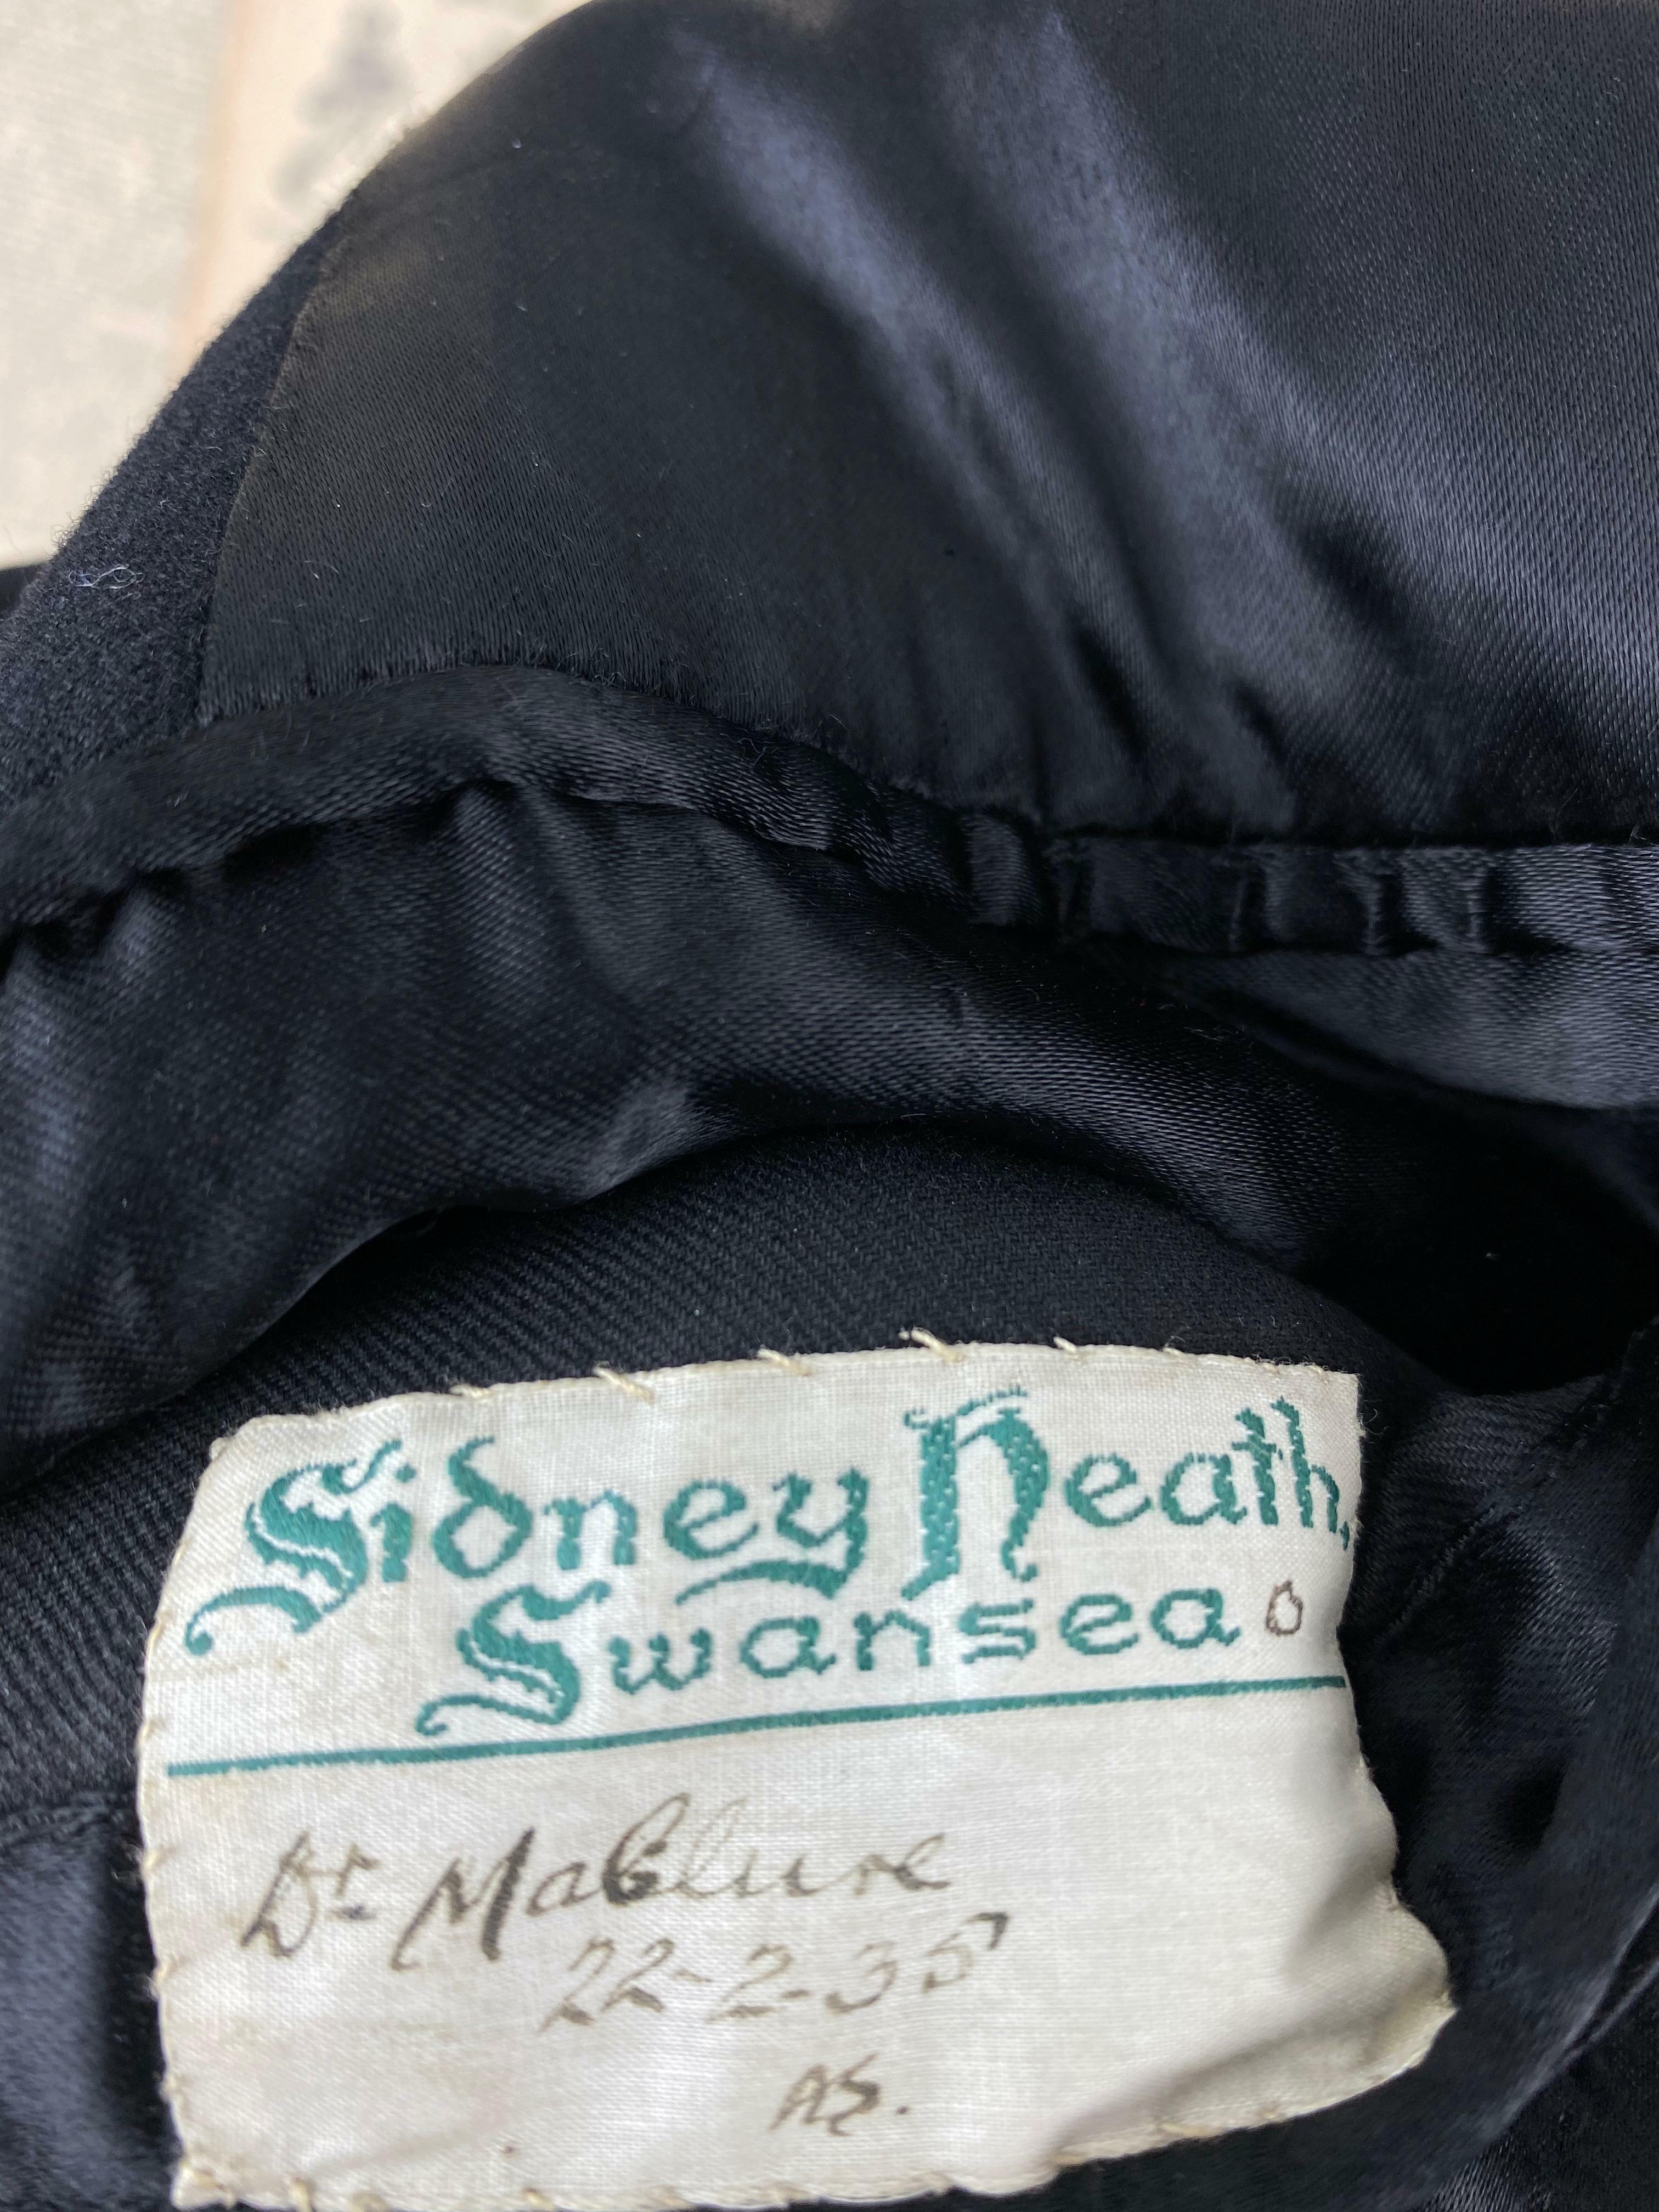 Sidney Heath,
Swansea O
Dr MaClure
22-2-35
AS.